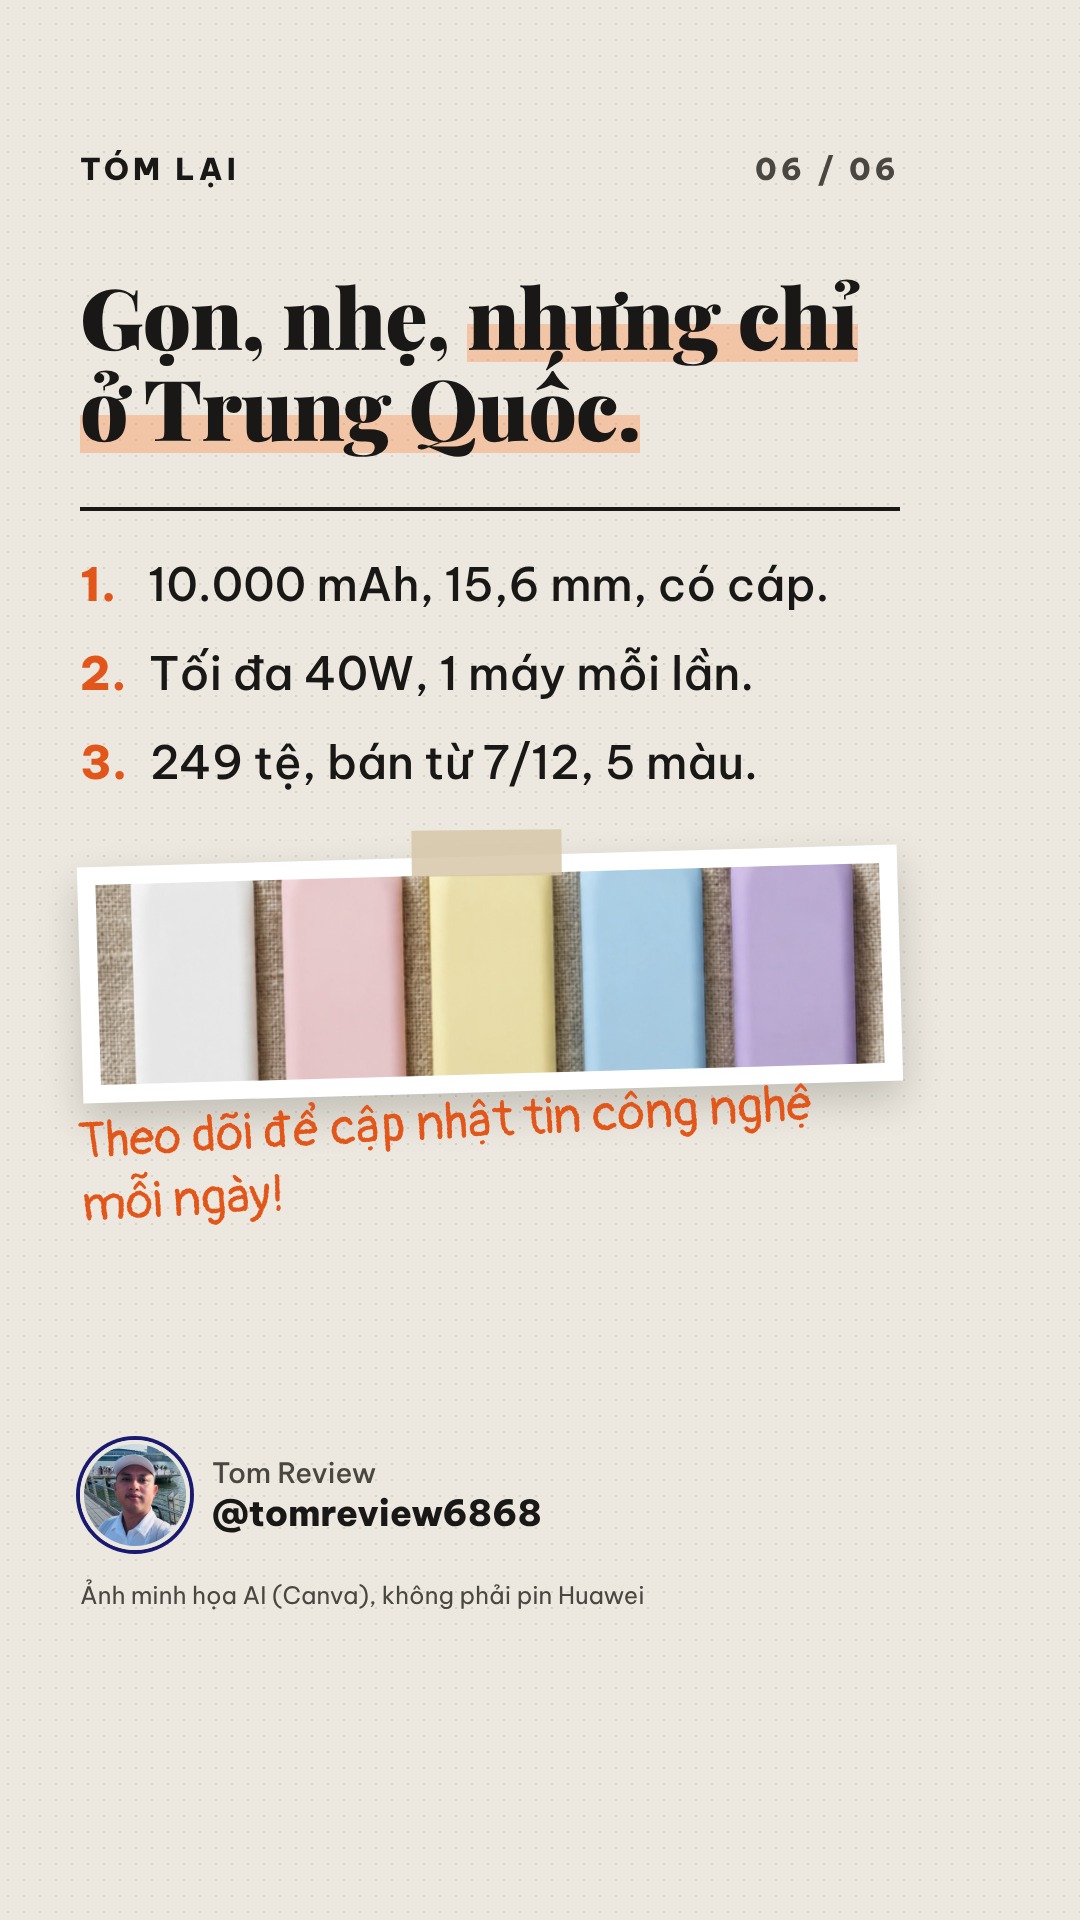 TÓM LẠI
06 / 06
Gọn, nhẹ, nhưng chỉ
ở Trung Quốc.
1. 10.000 mAh, 15,6 mm, có cáp.
2. Tối đa 40W, 1 máy mỗi lần.
3. 249 tệ, bán từ 7/12, 5 màu.
Theo dõi để cập nhật tin công nghệ
mỗi ngày!
Tom Review
@tomreview6868
Ảnh minh họa AI (Canva), không phải pin Huawei